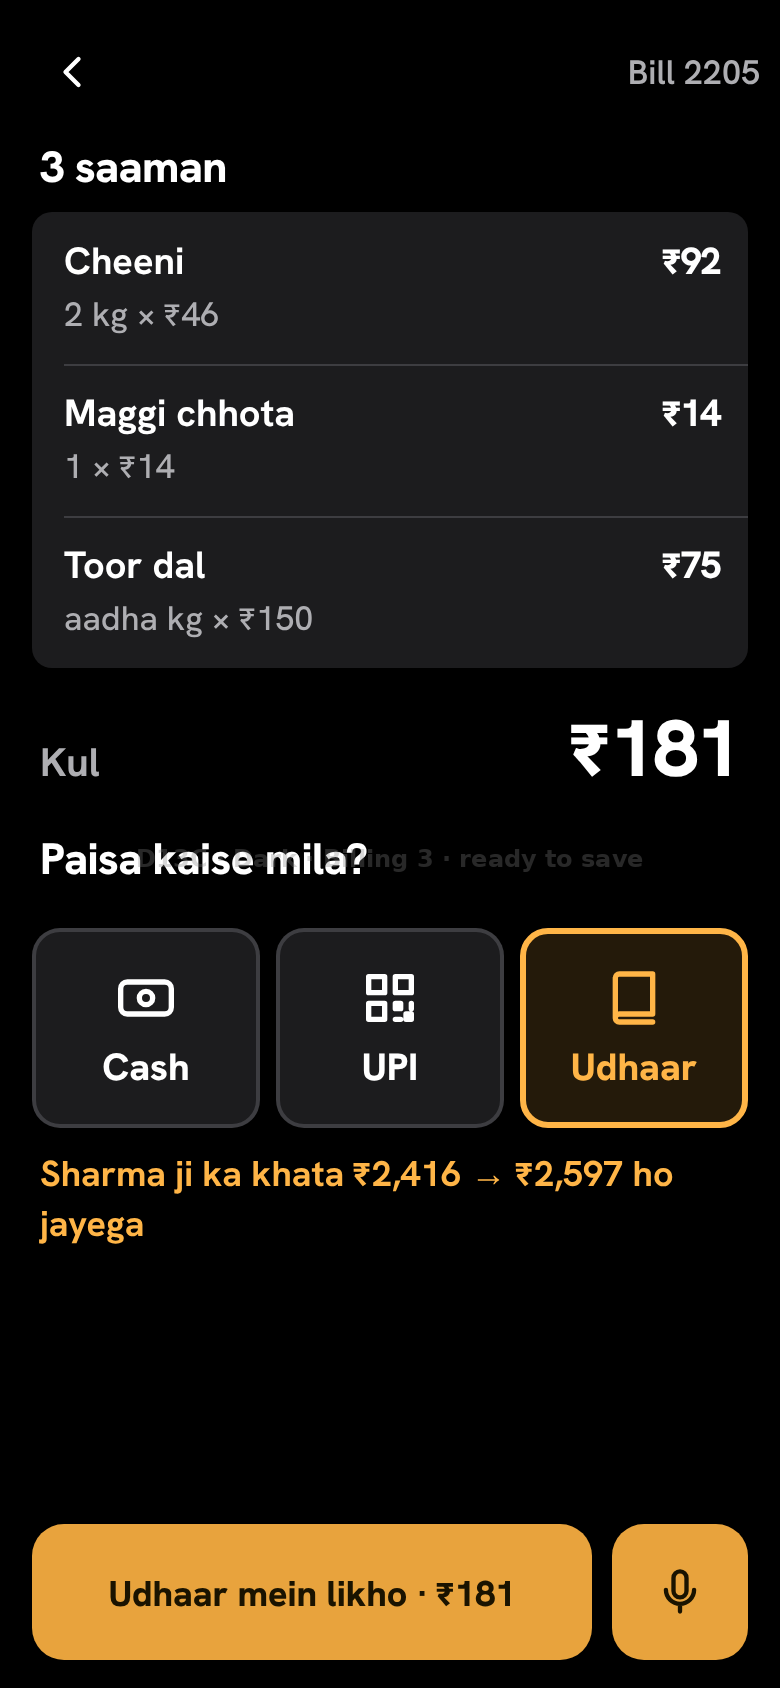 Bill 2205
3 saaman
Cheeni ₹92
2 kg × ₹46
Maggi chhota ₹14
1 × ₹14
Toor dal ₹75
aadha kg × ₹150
Kul ₹181
Paisa kaise mila?
3 · ready to save
Cash UPI Udhaar
Sharma ji ka khata ₹2,416 → ₹2,597 ho
jayega
Udhaar mein likho · ₹181